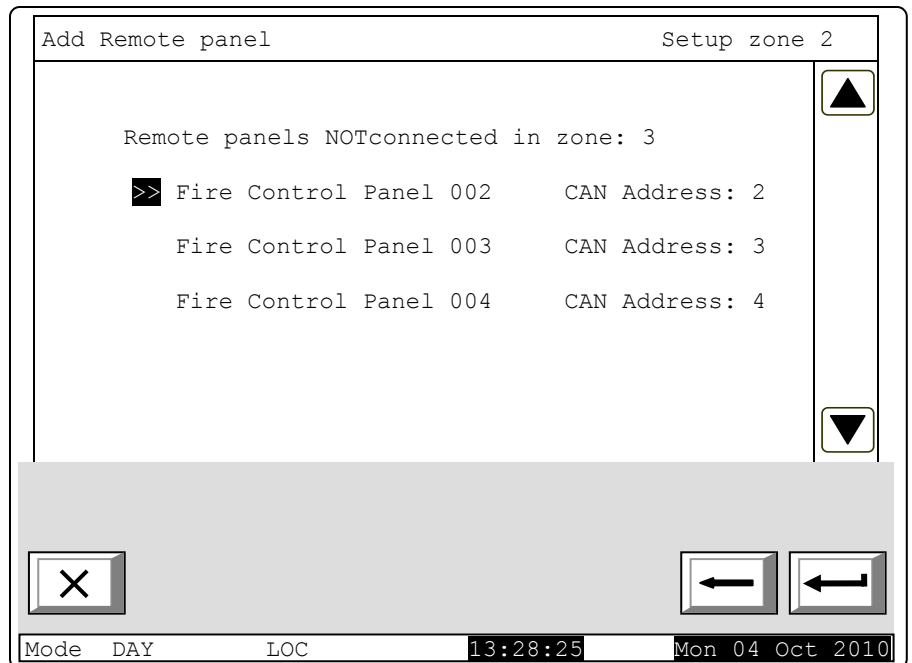 Add Remote panel Setup zone 2
Remote panels NOTconnected in zone: 3
>> Fire Control Panel 002 CAN Address: 2
Fire Control Panel 003 CAN Address: 3
Fire Control Panel 004 CAN Address: 4
Mode DAY LOC 13:28:25 Mon 04 Oct 2010